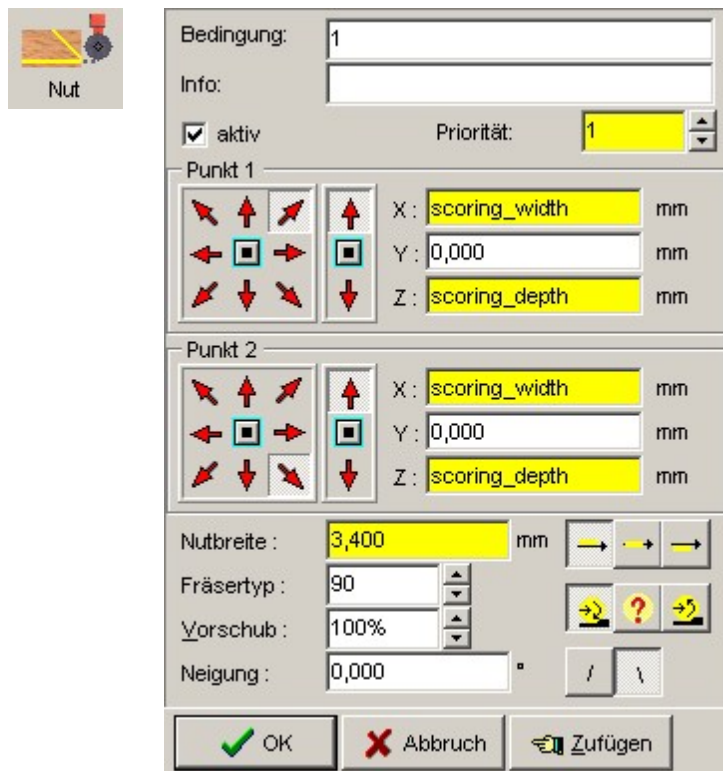 Nut
Bedingung: 1
Info:
aktiv Priorität: 1
Punkt 1
X : scoring_width mm
Y : 0,000 mm
Z : scoring_depth mm
Punkt 2
X : scoring_width mm
Y : 0,000 mm
Z : scoring_depth mm
Nutbreite : 3,400 mm
Fräsertyp : 90
?
Vorschub : 100%
Neigung : 0,000 ° / \
OK Abbruch Zufügen